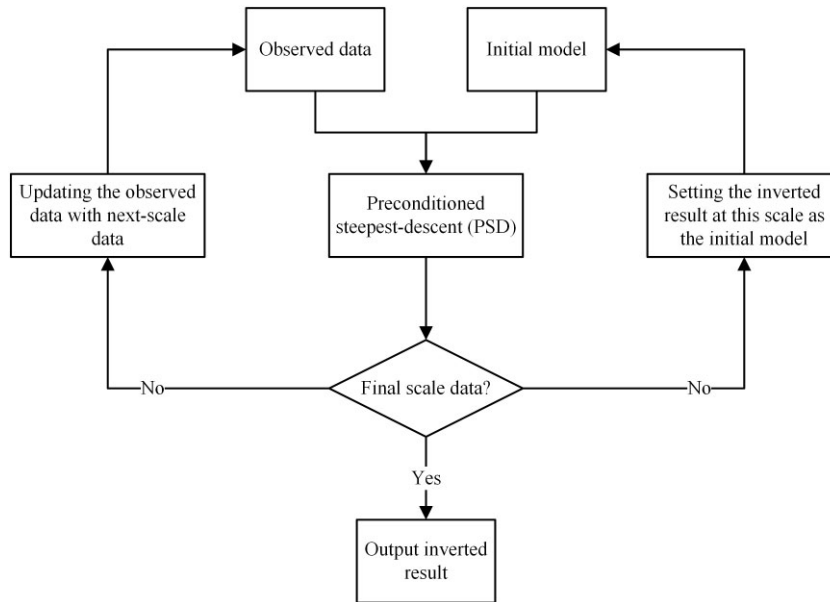 Observed data
Initial model
Updating the observed
data with next-scale
data
Preconditioned
steepest-descent (PSD)
Setting the inverted
result at this scale as
the initial model
No
Final scale data?
No
Yes
Output inverted
result